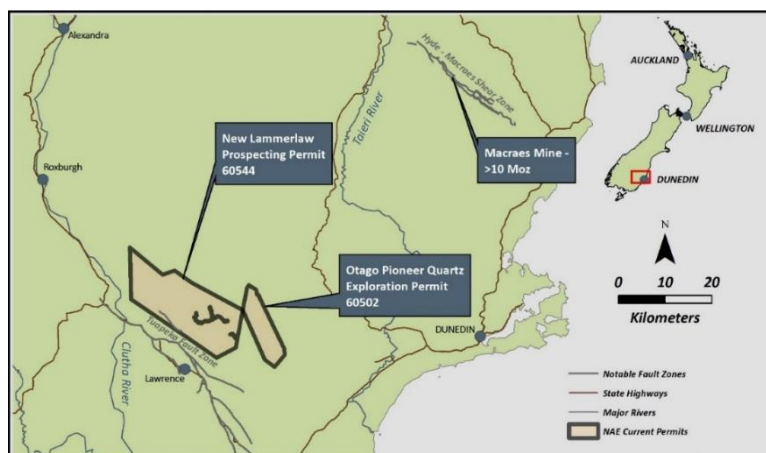 Alexandra
Hyde - Macraes Shear Zone
AUCKLAND
WELLINGTON
DUNEDIN
Taieri River
New Lammerlaw
Prospecting Permit
60544
Macraes Mine -
>10 Moz
Roxburgh
Otago Pioneer Quartz
Exploration Permit
60502
N
0 10 20
Kilometers
Tuapeka Fault Zone
Clutha River
Lawrence
DUNEDIN
Notable Fault Zones
State Highways
Major Rivers
NAE Current Permits